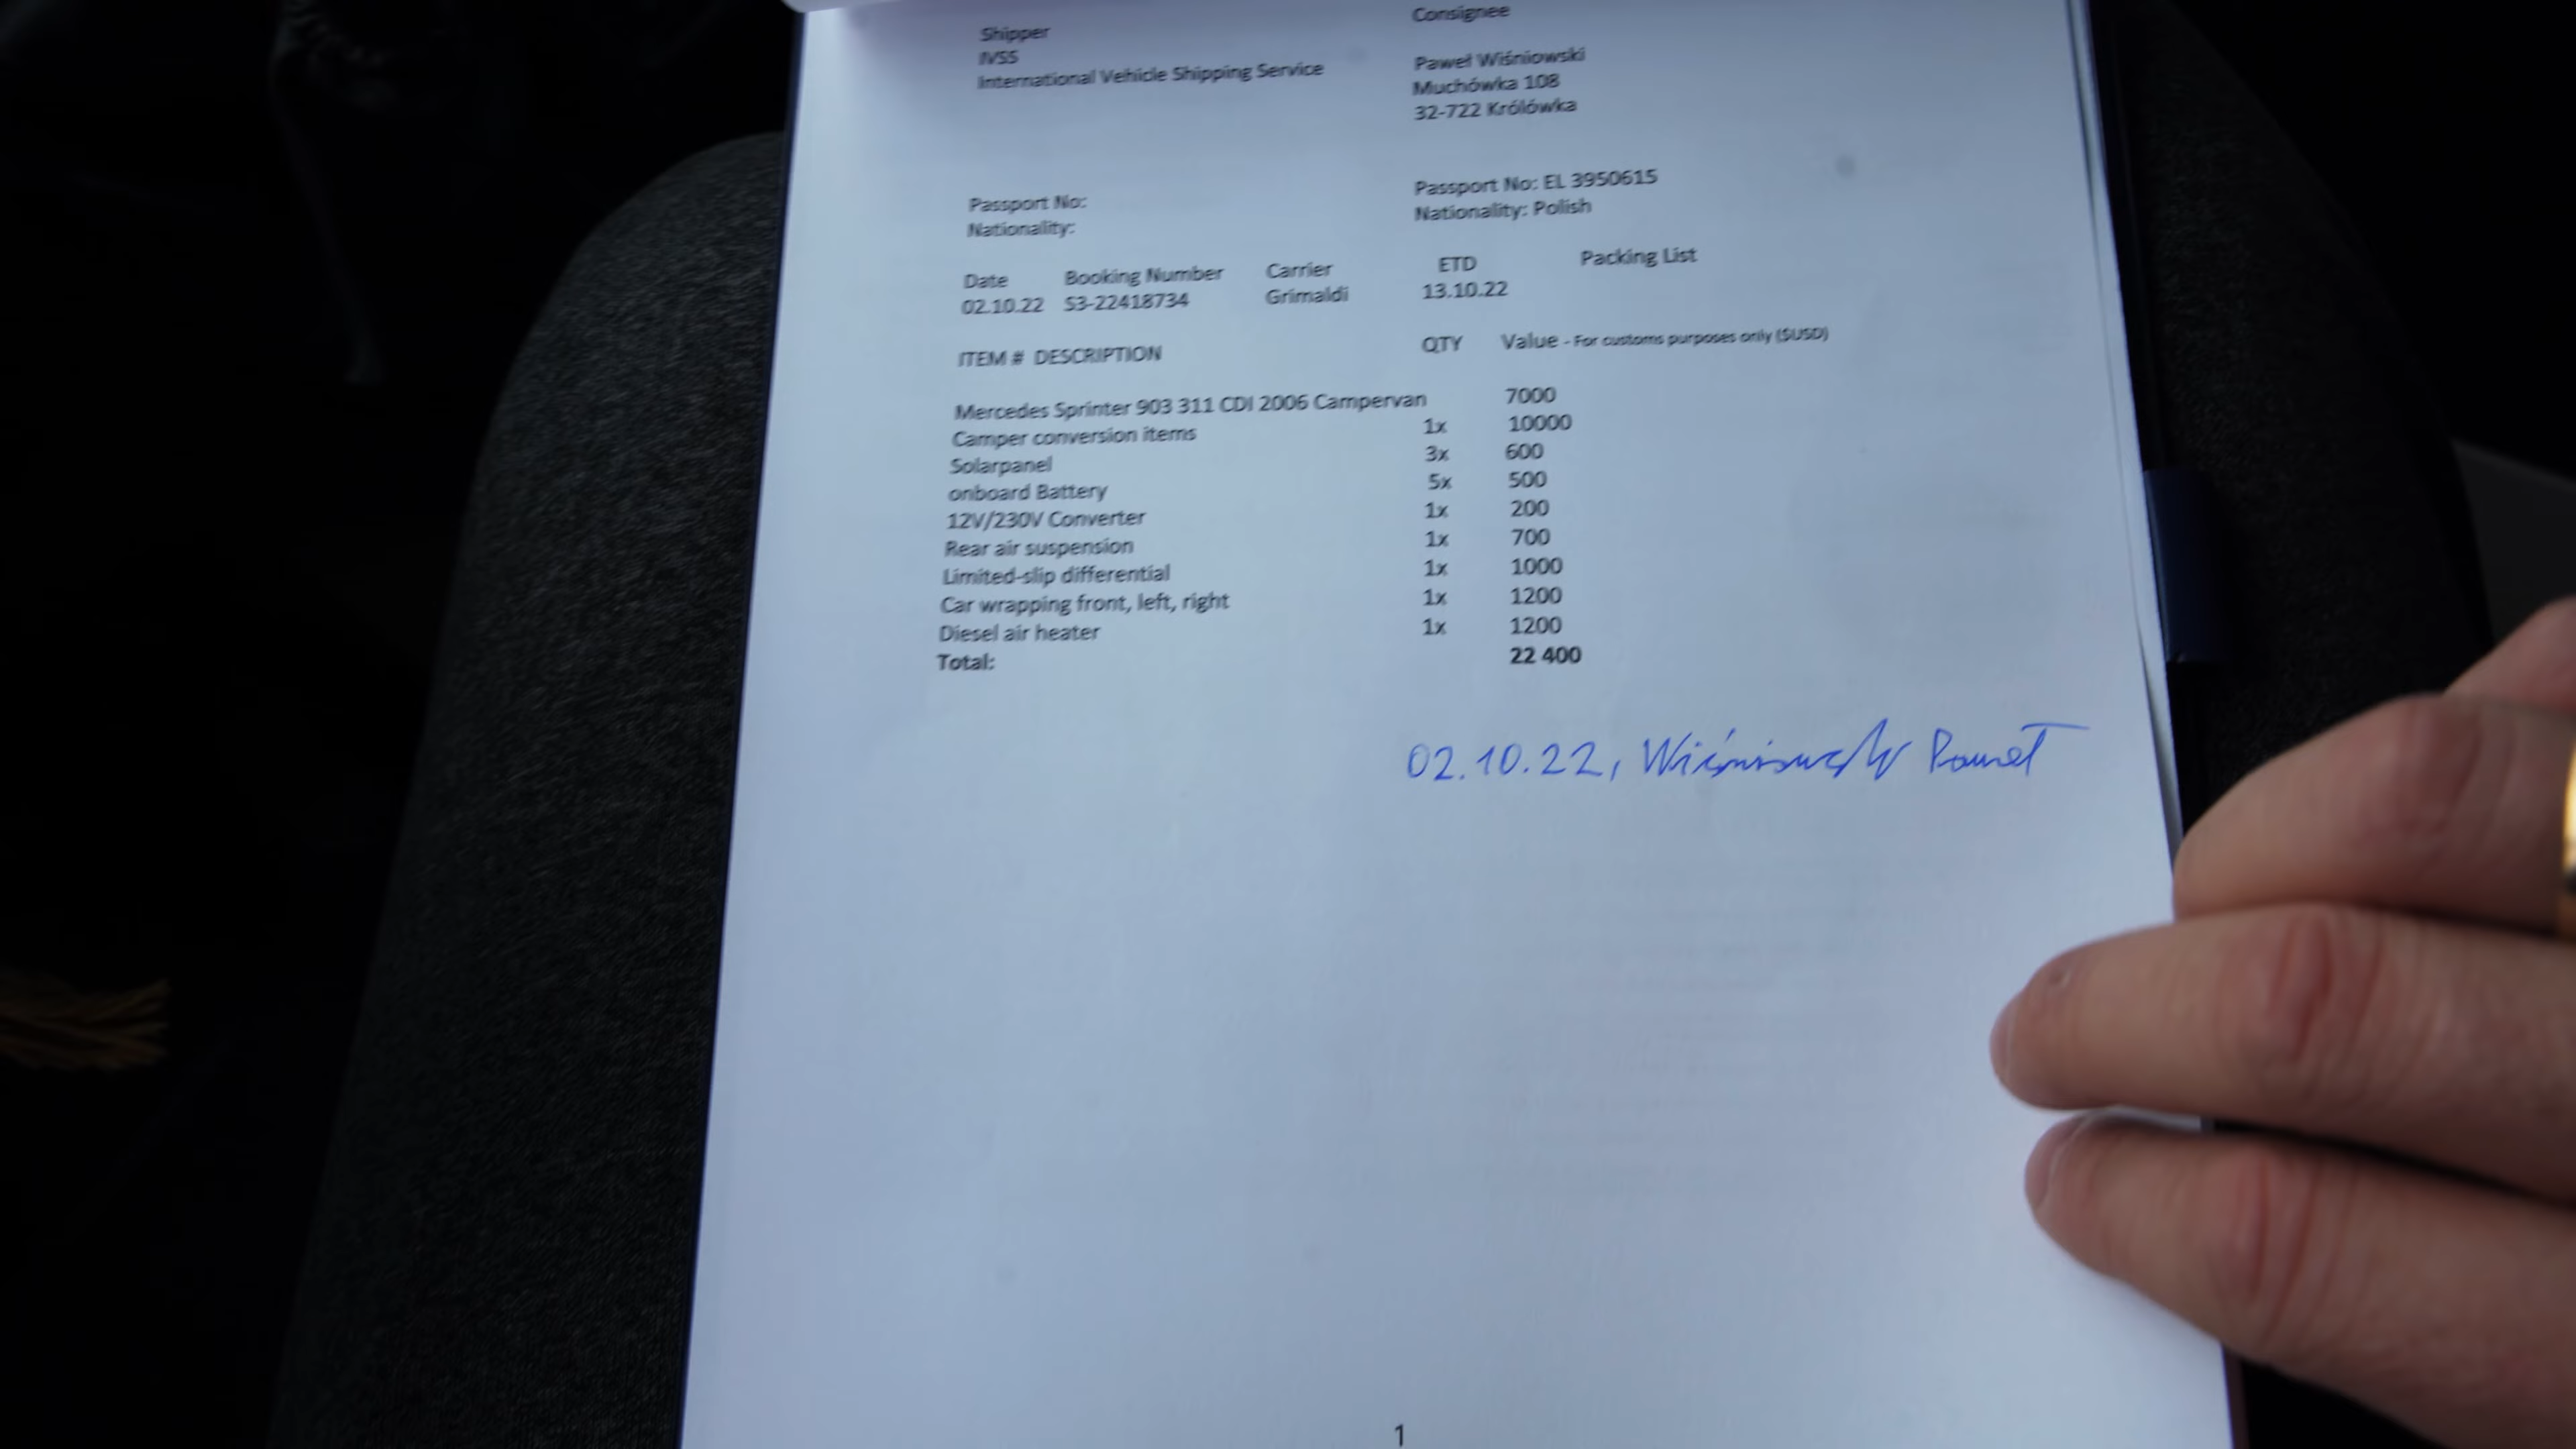 Shipper
IVSS
International Vehicle Shipping Service
Consignee
Paweł Wiśniowski
Muchówka 108
32-722 Królówka
Passport No:
Nationality:
Passport No: EL 3950615
Nationality: Polish
Date Booking Number Carrier ETD Packing List
02.10.22 S3-22418734 Grimaldi 13.10.22
ITEM # DESCRIPTION QTY Value - For customs purposes only ($USD)
Mercedes Sprinter 903 311 CDI 2006 Campervan 7000
Camper conversion items 1x 10000
Solarpanel 3x 600
onboard Battery 5x 500
12V/230V Converter 1x 200
Rear air suspension 1x 700
Limited-slip differential 1x 1000
Car wrapping front, left, right 1x 1200
Diesel air heater 1x 1200
Total: 22 400
02.10.22, Wiśniowski Paweł
1